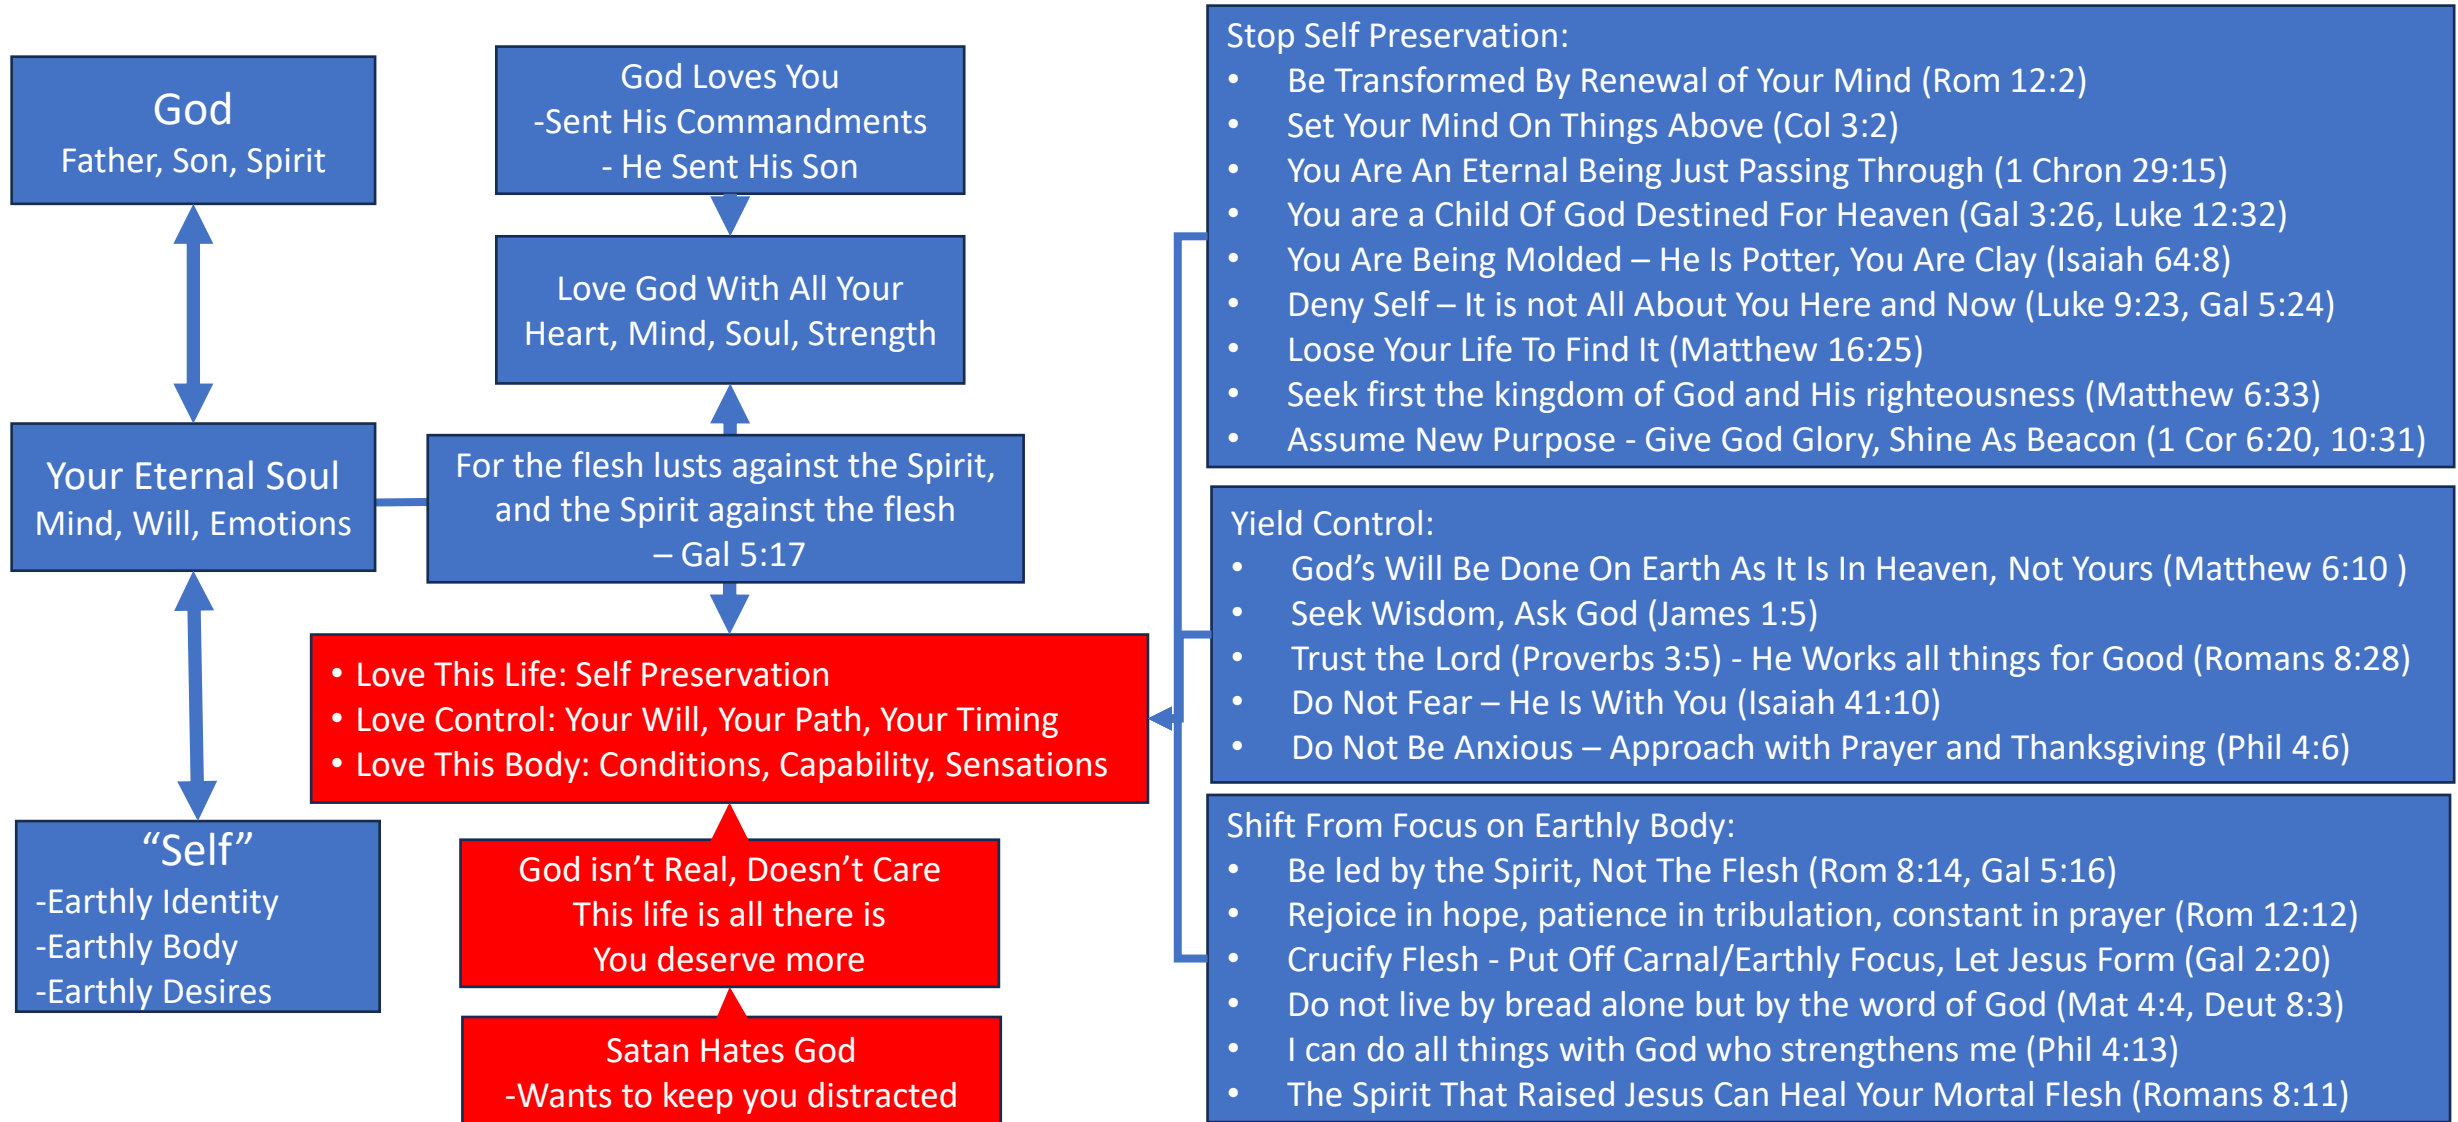 God
Father, Son, Spirit
Your Eternal Soul
Mind, Will, Emotions
“Self”
-Earthly Identity
-Earthly Body
-Earthly Desires
God Loves You
-Sent His Commandments
- He Sent His Son
Love God With All Your
Heart, Mind, Soul, Strength
For the flesh lusts against the Spirit,
and the Spirit against the flesh
– Gal 5:17
• Love This Life: Self Preservation
• Love Control: Your Will, Your Path, Your Timing
• Love This Body: Conditions, Capability, Sensations
God isn’t Real, Doesn’t Care
This life is all there is
You deserve more
Satan Hates God
-Wants to keep you distracted
Stop Self Preservation:
• Be Transformed By Renewal of Your Mind (Rom 12:2)
• Set Your Mind On Things Above (Col 3:2)
• You Are An Eternal Being Just Passing Through (1 Chron 29:15)
• You are a Child Of God Destined For Heaven (Gal 3:26, Luke 12:32)
• You Are Being Molded – He Is Potter, You Are Clay (Isaiah 64:8)
• Deny Self – It is not All About You Here and Now (Luke 9:23, Gal 5:24)
• Loose Your Life To Find It (Matthew 16:25)
• Seek first the kingdom of God and His righteousness (Matthew 6:33)
• Assume New Purpose - Give God Glory, Shine As Beacon (1 Cor 6:20, 10:31)
Yield Control:
• God’s Will Be Done On Earth As It Is In Heaven, Not Yours (Matthew 6:10 )
• Seek Wisdom, Ask God (James 1:5)
• Trust the Lord (Proverbs 3:5) - He Works all things for Good (Romans 8:28)
• Do Not Fear – He Is With You (Isaiah 41:10)
• Do Not Be Anxious – Approach with Prayer and Thanksgiving (Phil 4:6)
Shift From Focus on Earthly Body:
• Be led by the Spirit, Not The Flesh (Rom 8:14, Gal 5:16)
• Rejoice in hope, patience in tribulation, constant in prayer (Rom 12:12)
• Crucify Flesh - Put Off Carnal/Earthly Focus, Let Jesus Form (Gal 2:20)
• Do not live by bread alone but by the word of God (Mat 4:4, Deut 8:3)
• I can do all things with God who strengthens me (Phil 4:13)
• The Spirit That Raised Jesus Can Heal Your Mortal Flesh (Romans 8:11)